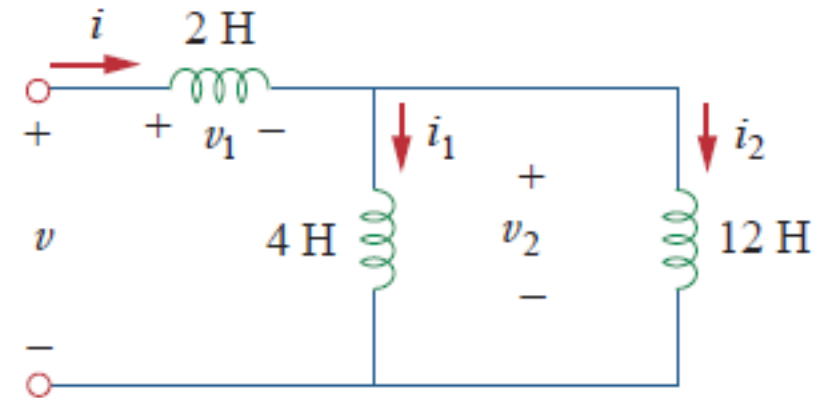 i
2 H
+
+ v₁ −
i₁
+
i₂
v
4 H
v₂
12 H
−
−